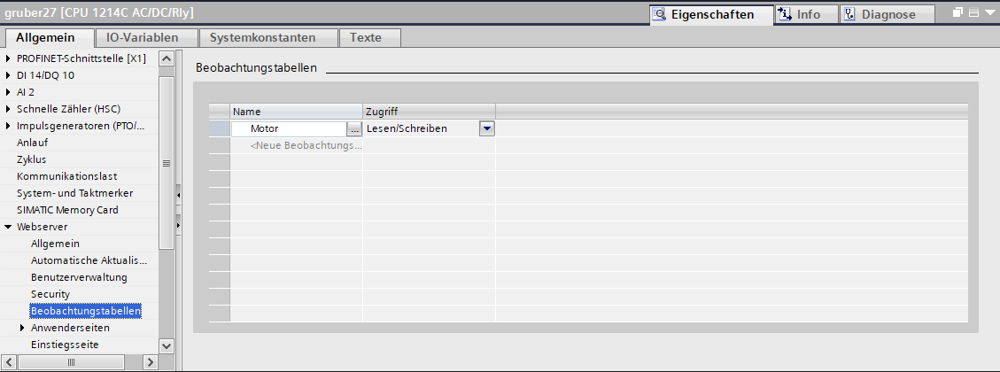 gruber27 [CPU 1214C AC/DC/Rly]
Eigenschaften
Info
Diagnose
Allgemein
IO-Variablen
Systemkonstanten
Texte
PROFINET-Schnittstelle [X1]
DI 14/DQ 10
AI 2
Schnelle Zähler (HSC)
Impulsgeneratoren (PTO/...
Anlauf
Zyklus
Kommunikationslast
System- und Taktmerker
SIMATIC Memory Card
Webserver
Allgemein
Automatische Aktualis...
Benutzerverwaltung
Security
Beobachtungstabellen
Anwenderseiten
Einstiegsseite
Beobachtungstabellen
Name Zugriff
Motor ... Lesen/Schreiben
<Neue Beobachtungs...